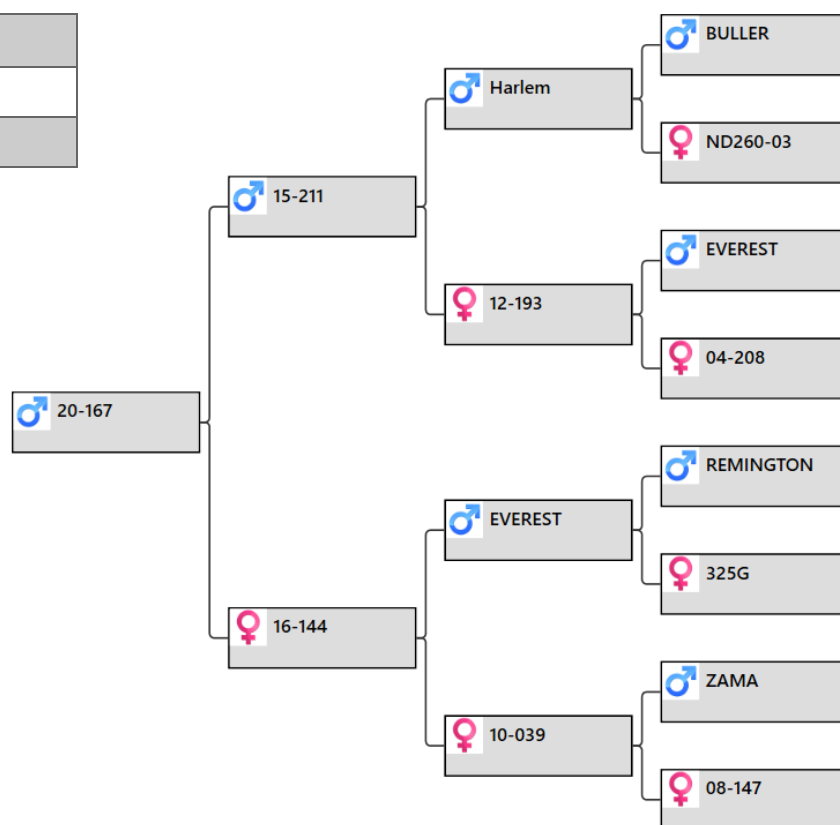 BULLER
Harlem
ND260-03
15-211
EVEREST
12-193
04-208
20-167
REMINGTON
EVEREST
325G
16-144
ZAMA
10-039
08-147